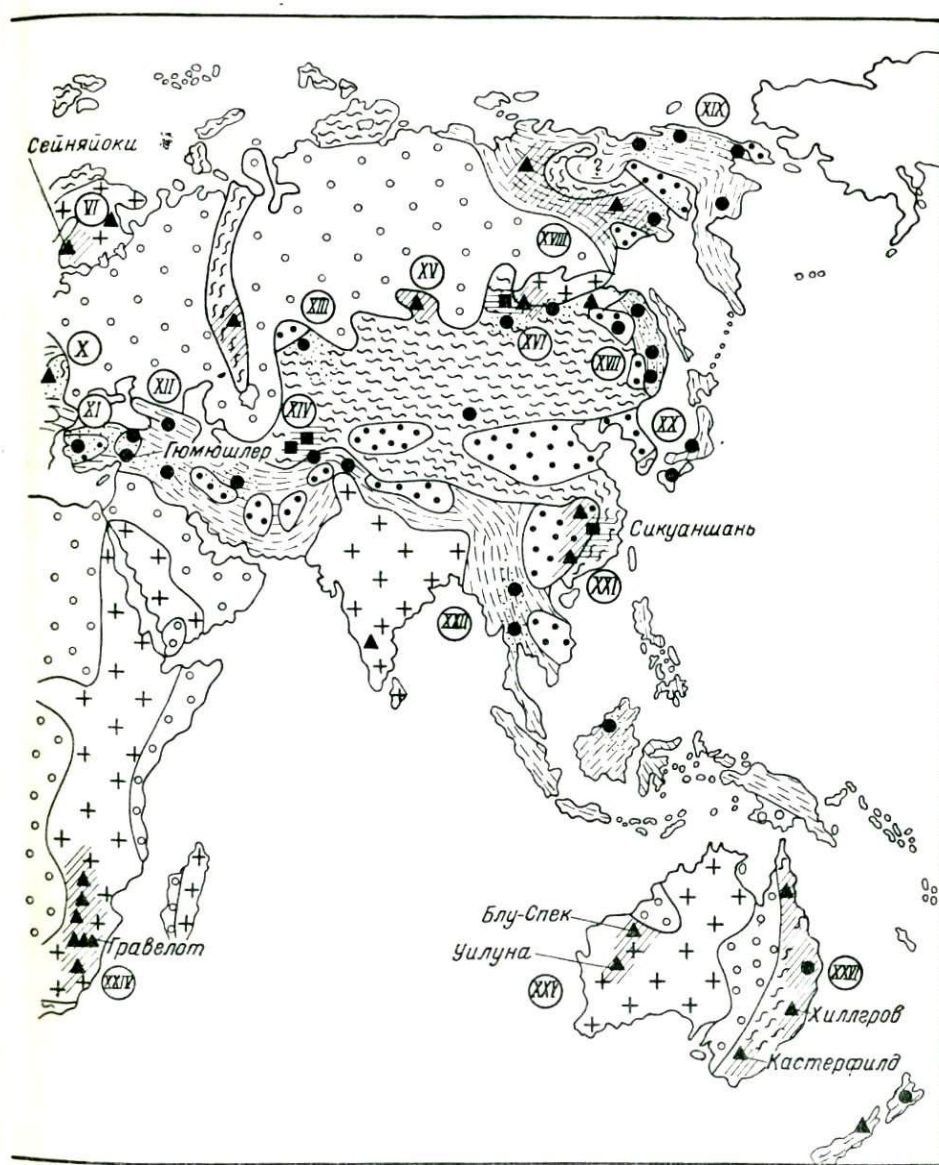 XIX
Сейняйоки
VI
?
XVIII
XV
XIII
X
XVI
XVII
XII
XI
XIV
XX
Гюмюшлер
Сикуаншань
XXI
XXII
Блу-Спек
Гравелот
Уилуна
XXIV
XXV
XXVI
Хиллгров
Кастерфилд